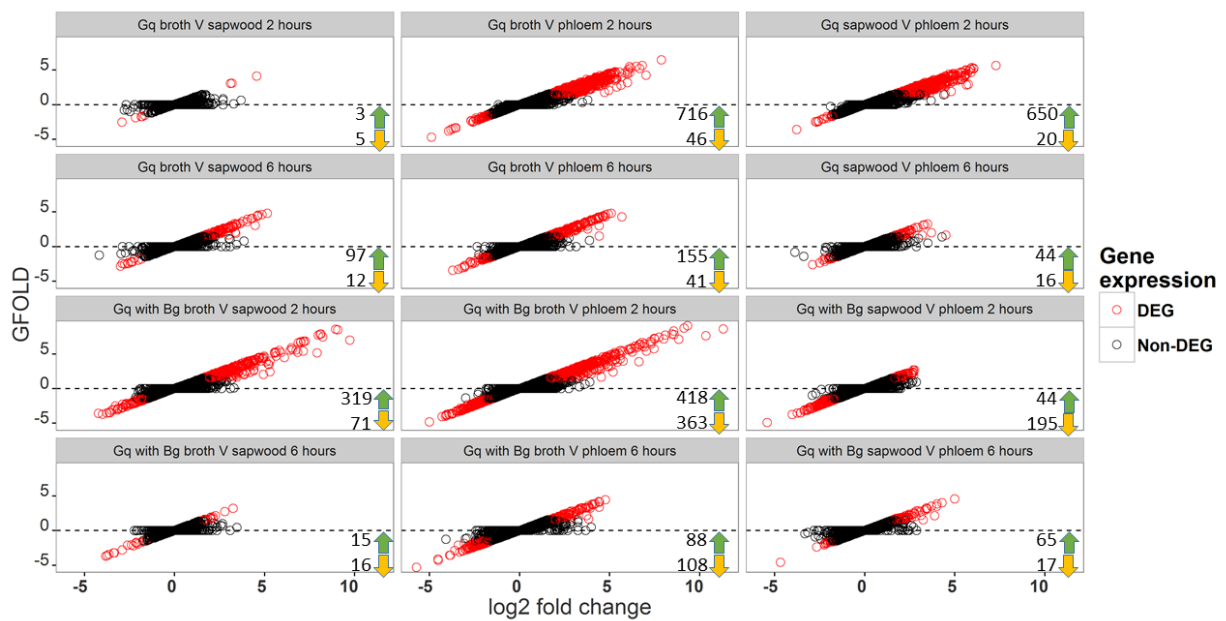 Gq broth V sapwood 2 hours
Gq broth V phloem 2 hours
Gq sapwood V phloem 2 hours
5
0
-5
3
5
716
46
650
20
Gq broth V sapwood 6 hours
Gq broth V phloem 6 hours
Gq sapwood V phloem 6 hours
5
0
-5
97
12
155
41
44
16
Gq with Bg broth V sapwood 2 hours
Gq with Bg broth V phloem 2 hours
Gq with Bg sapwood V phloem 2 hours
5
0
-5
319
71
418
363
44
195
Gq with Bg broth V sapwood 6 hours
Gq with Bg broth V phloem 6 hours
Gq with Bg sapwood V phloem 6 hours
5
0
-5
15
16
88
108
65
17
-5 0 5 10
-5 0 5 10
-5 0 5 10
log2 fold change
GFOLD
Gene
expression
DEG
Non-DEG